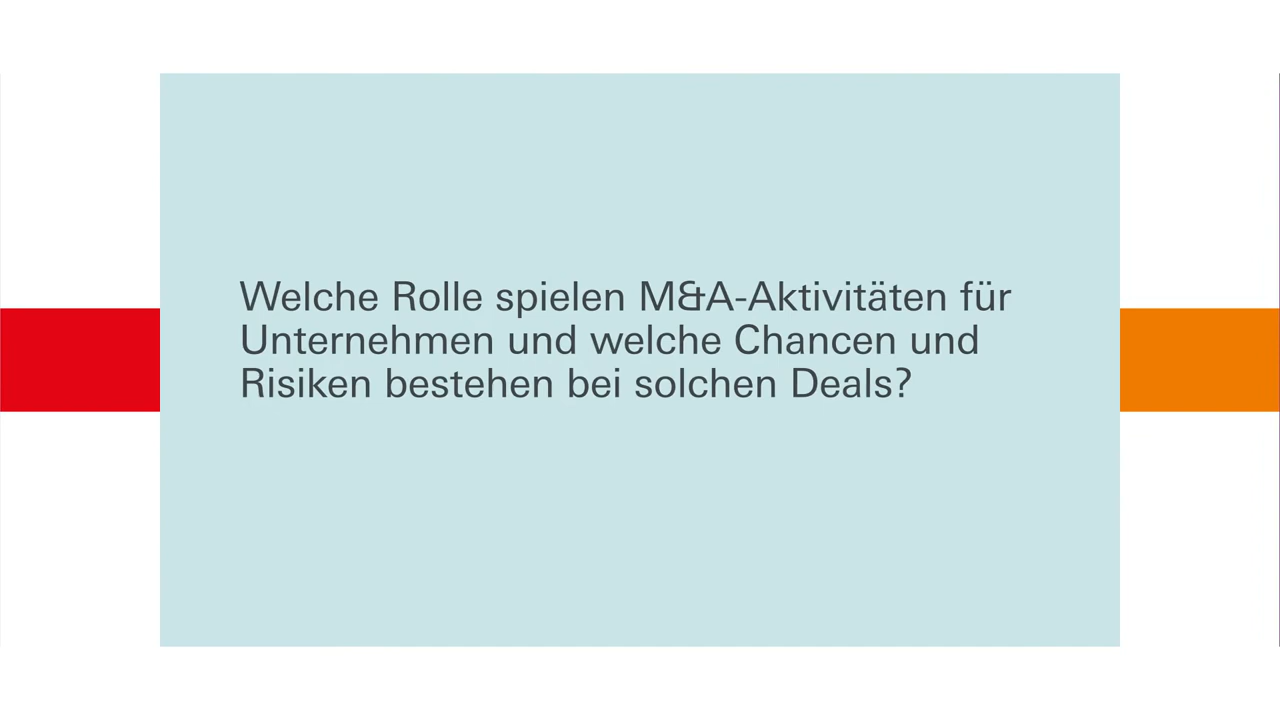 Welche Rolle spielen M&A-Aktivitäten für
Unternehmen und welche Chancen und
Risiken bestehen bei solchen Deals?